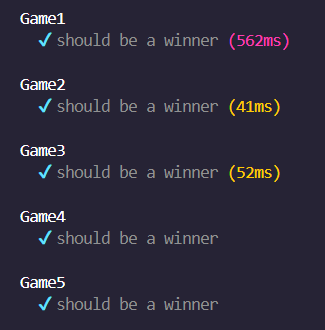 Game1
✓ should be a winner (562ms)
Game2
✓ should be a winner (41ms)
Game3
✓ should be a winner (52ms)
Game4
✓ should be a winner
Game5
✓ should be a winner